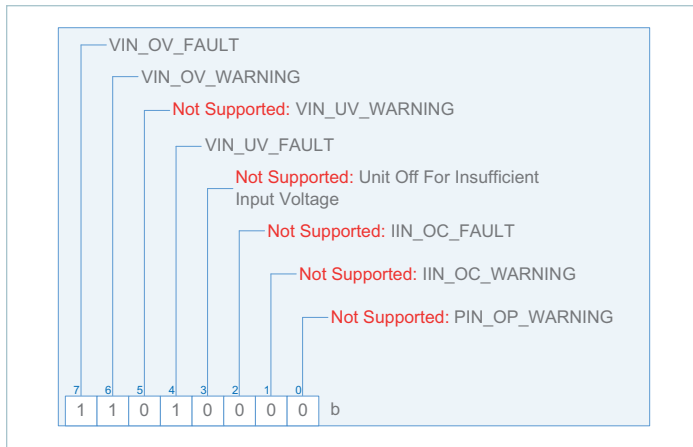 VIN_OV_FAULT
VIN_OV_WARNING
Not Supported: VIN_UV_WARNING
VIN_UV_FAULT
Not Supported: Unit Off For Insufficient
Input Voltage
Not Supported: IIN_OC_FAULT
Not Supported: IIN_OC_WARNING
Not Supported: PIN_OP_WARNING
7 6 5 4 3 2 1 0
1 1 0 1 0 0 0 0 b